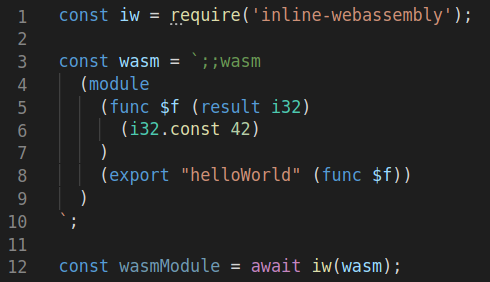 1 const iw = require('inline-webassembly');
2
3 const wasm = `;;wasm
4   (module
5     (func $f (result i32)
6       (i32.const 42)
7     )
8     (export "helloWorld" (func $f))
9   )
10 `;
11
12 const wasmModule = await iw(wasm);